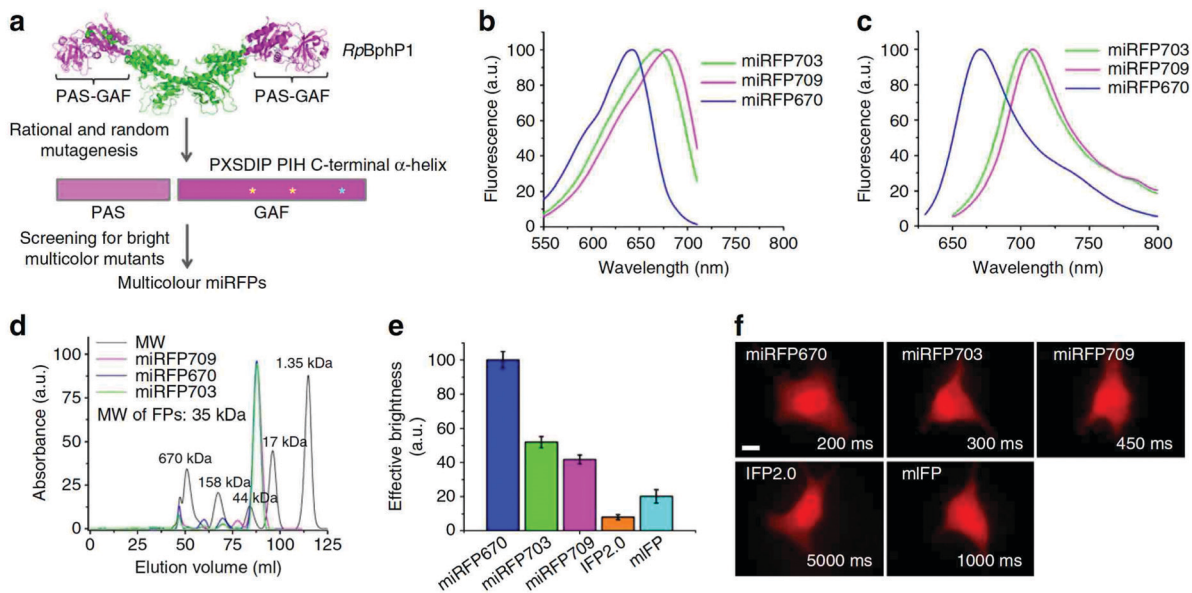 a
RpBphP1
PAS-GAF
PAS-GAF
Rational and random
mutagenesis
PXSDIP PIH C-terminal α-helix
* * *
PAS
GAF
Screening for bright
multicolor mutants
Multicolour miRFPs
b
Fluorescence (a.u.)
100
80
60
40
20
0
miRFP703
miRFP709
miRFP670
550 600 650 700 750 800
Wavelength (nm)
c
Fluorescence (a.u.)
100
80
60
40
20
0
miRFP703
miRFP709
miRFP670
650 700 750 800
Wavelength (nm)
d
Absorbance (a.u.)
100
75
50
25
0
MW
miRFP709
miRFP670
miRFP703
MW of FPs: 35 kDa
1.35 kDa
670 kDa
158 kDa
44 kDa
17 kDa
0 25 50 75 100 125
Elution volume (ml)
e
Effective brightness
(a.u.)
100
80
60
40
20
0
miRFP670
miRFP703
miRFP709
IFP2.0
mIFP
f
miRFP670
200 ms
miRFP703
300 ms
miRFP709
450 ms
IFP2.0
5000 ms
mIFP
1000 ms